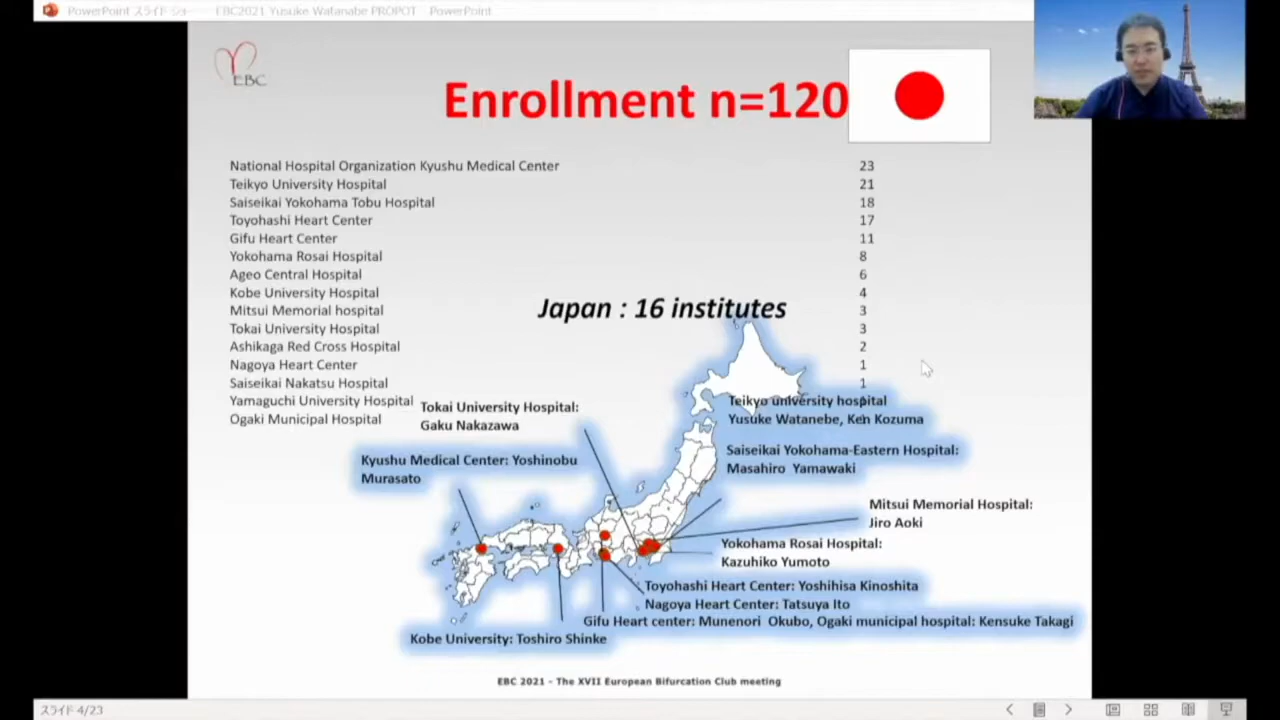 PowerPoint スライド ショー
EBC2021 Yusuke Watanabe PROPOT - PowerPoint
EBC
Enrollment n=120
National Hospital Organization Kyushu Medical Center 23
Teikyo University Hospital 21
Saiseikai Yokohama Tobu Hospital 18
Toyohashi Heart Center 17
Gifu Heart Center 11
Yokohama Rosai Hospital 8
Ageo Central Hospital 6
Kobe University Hospital 4
Mitsui Memorial hospital 3
Tokai University Hospital 3
Ashikaga Red Cross Hospital 2
Nagoya Heart Center 1
Saiseikai Nakatsu Hospital 1
Yamaguchi University Hospital
Ogaki Municipal Hospital
Japan : 16 institutes
Teikyo university hospital
Yusuke Watanebe, Ken Kozuma
Tokai University Hospital:
Gaku Nakazawa
Kyushu Medical Center: Yoshinobu
Murasato
Saiseikai Yokohama-Eastern Hospital:
Masahiro Yamawaki
Mitsui Memorial Hospital:
Jiro Aoki
Yokohama Rosai Hospital:
Kazuhiko Yumoto
Toyohashi Heart Center: Yoshihisa Kinoshita
Nagoya Heart Center: Tatsuya Ito
Gifu Heart center: Munenori Okubo, Ogaki municipal hospital: Kensuke Takagi
Kobe University: Toshiro Shinke
EBC 2021 - The XVII European Bifurcation Club meeting
スライド 4/23